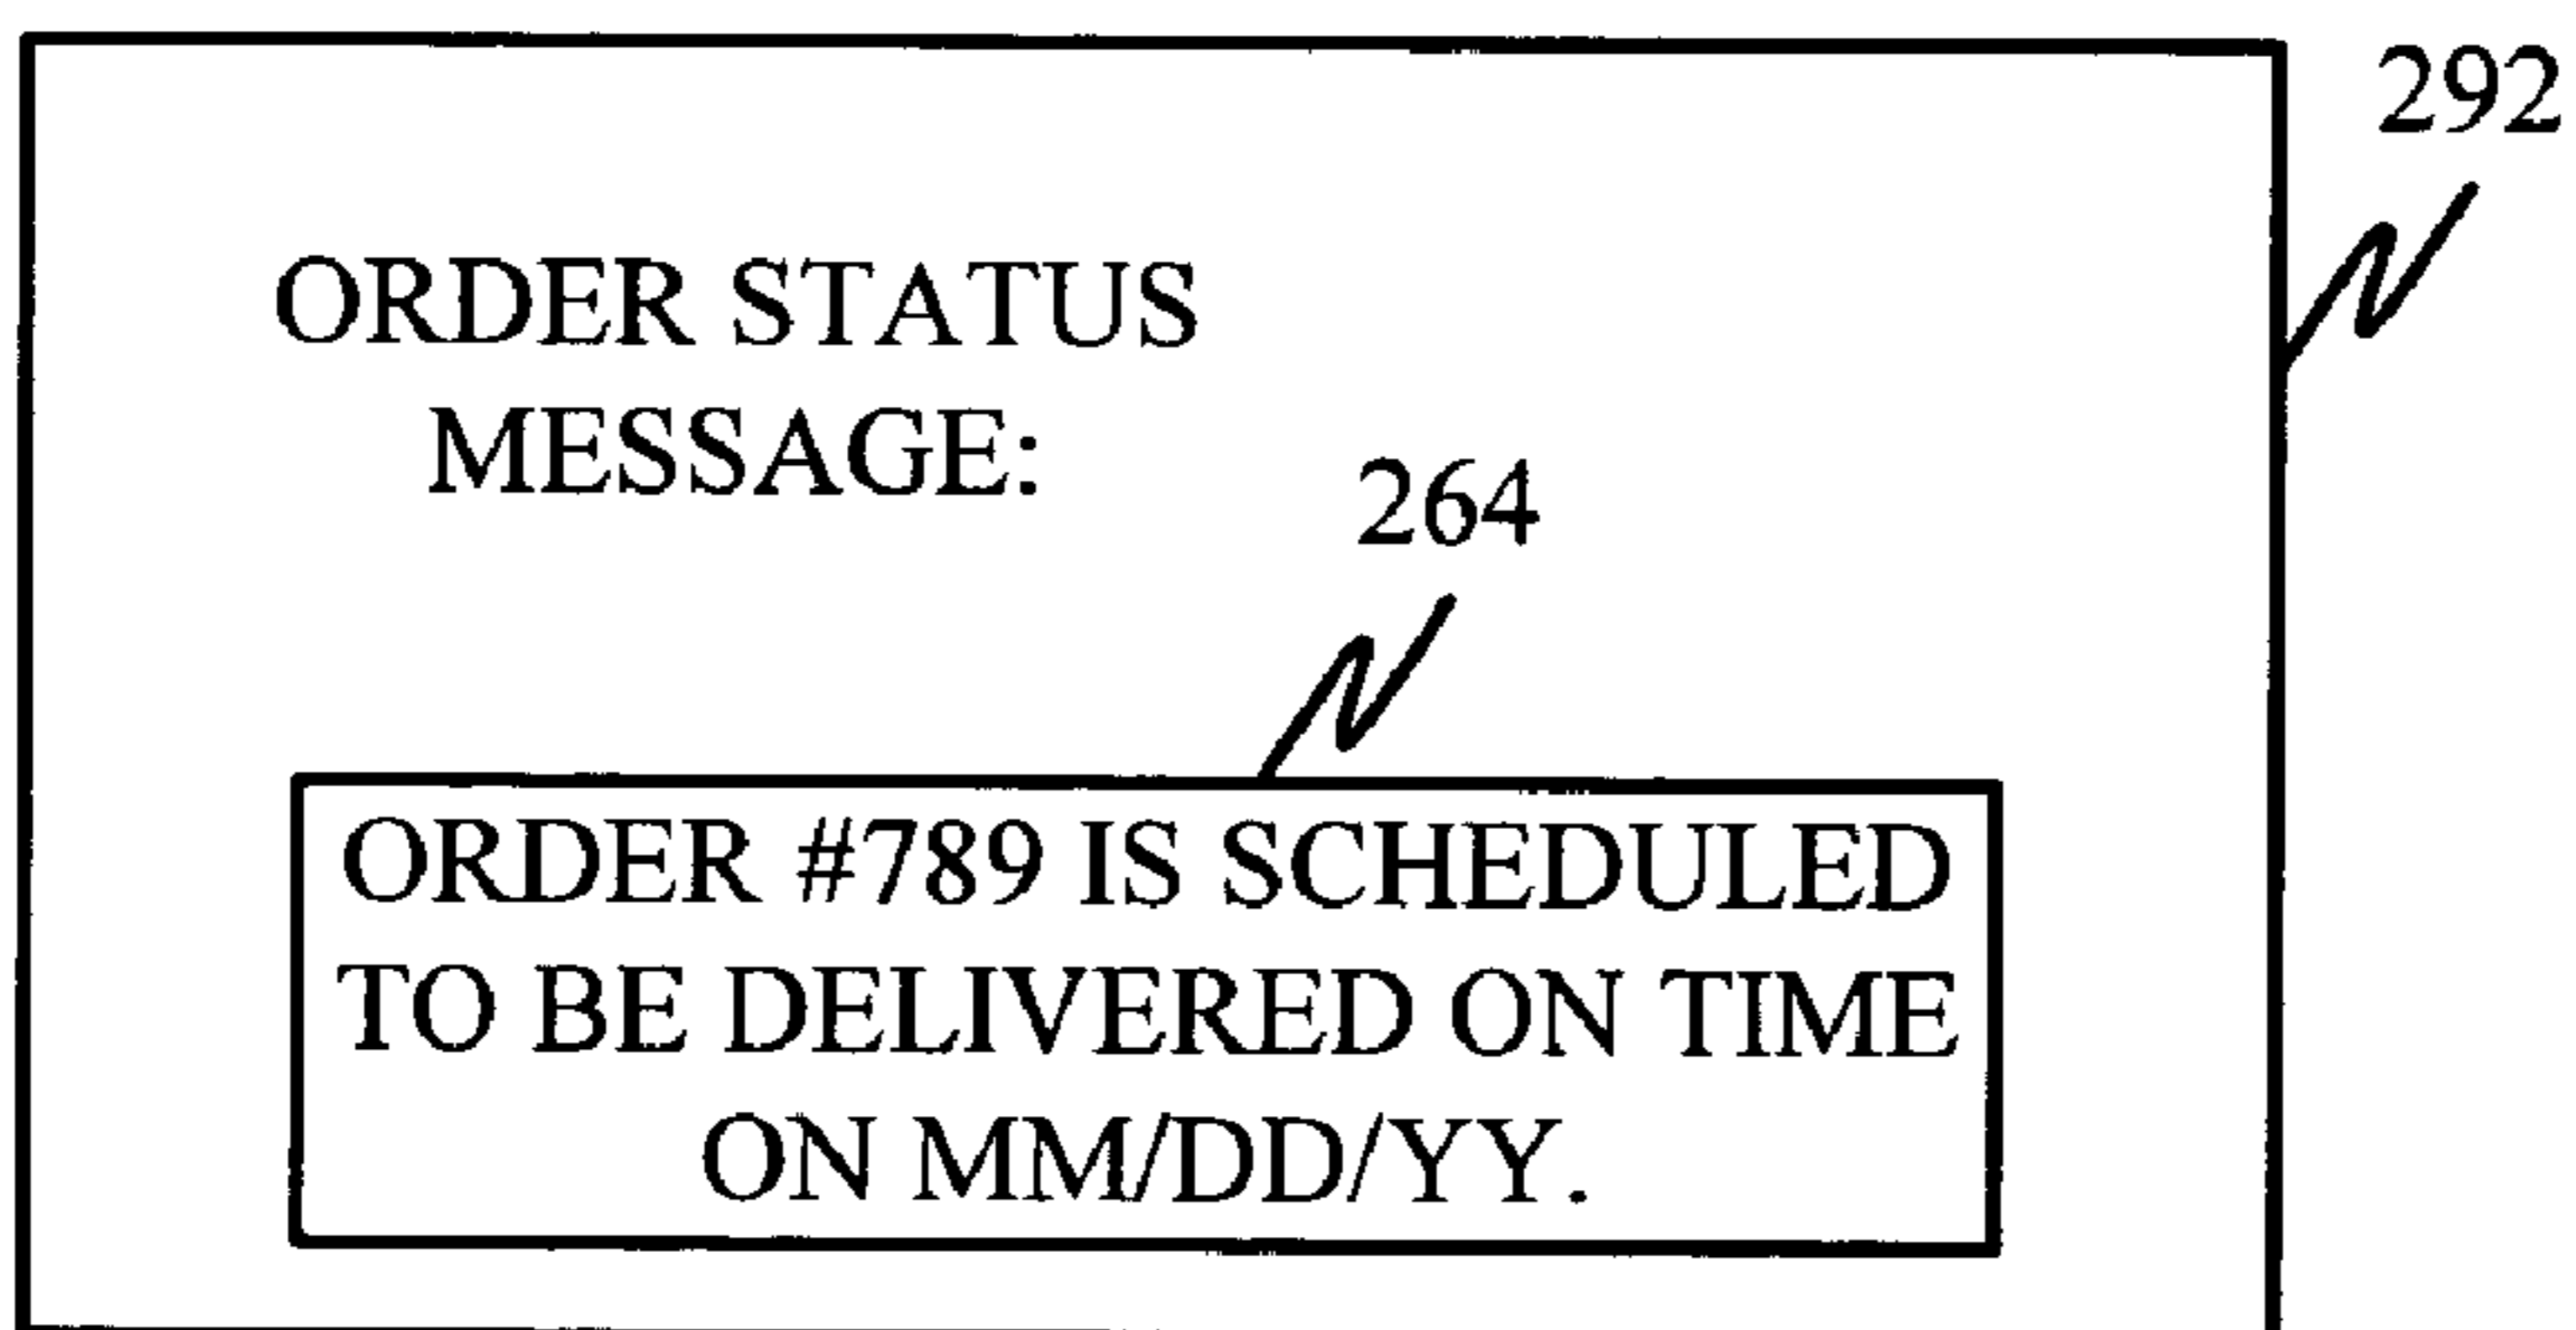 292
ORDER STATUS
MESSAGE:
264
ORDER #789 IS SCHEDULED
TO BE DELIVERED ON TIME
ON MM/DD/YY.